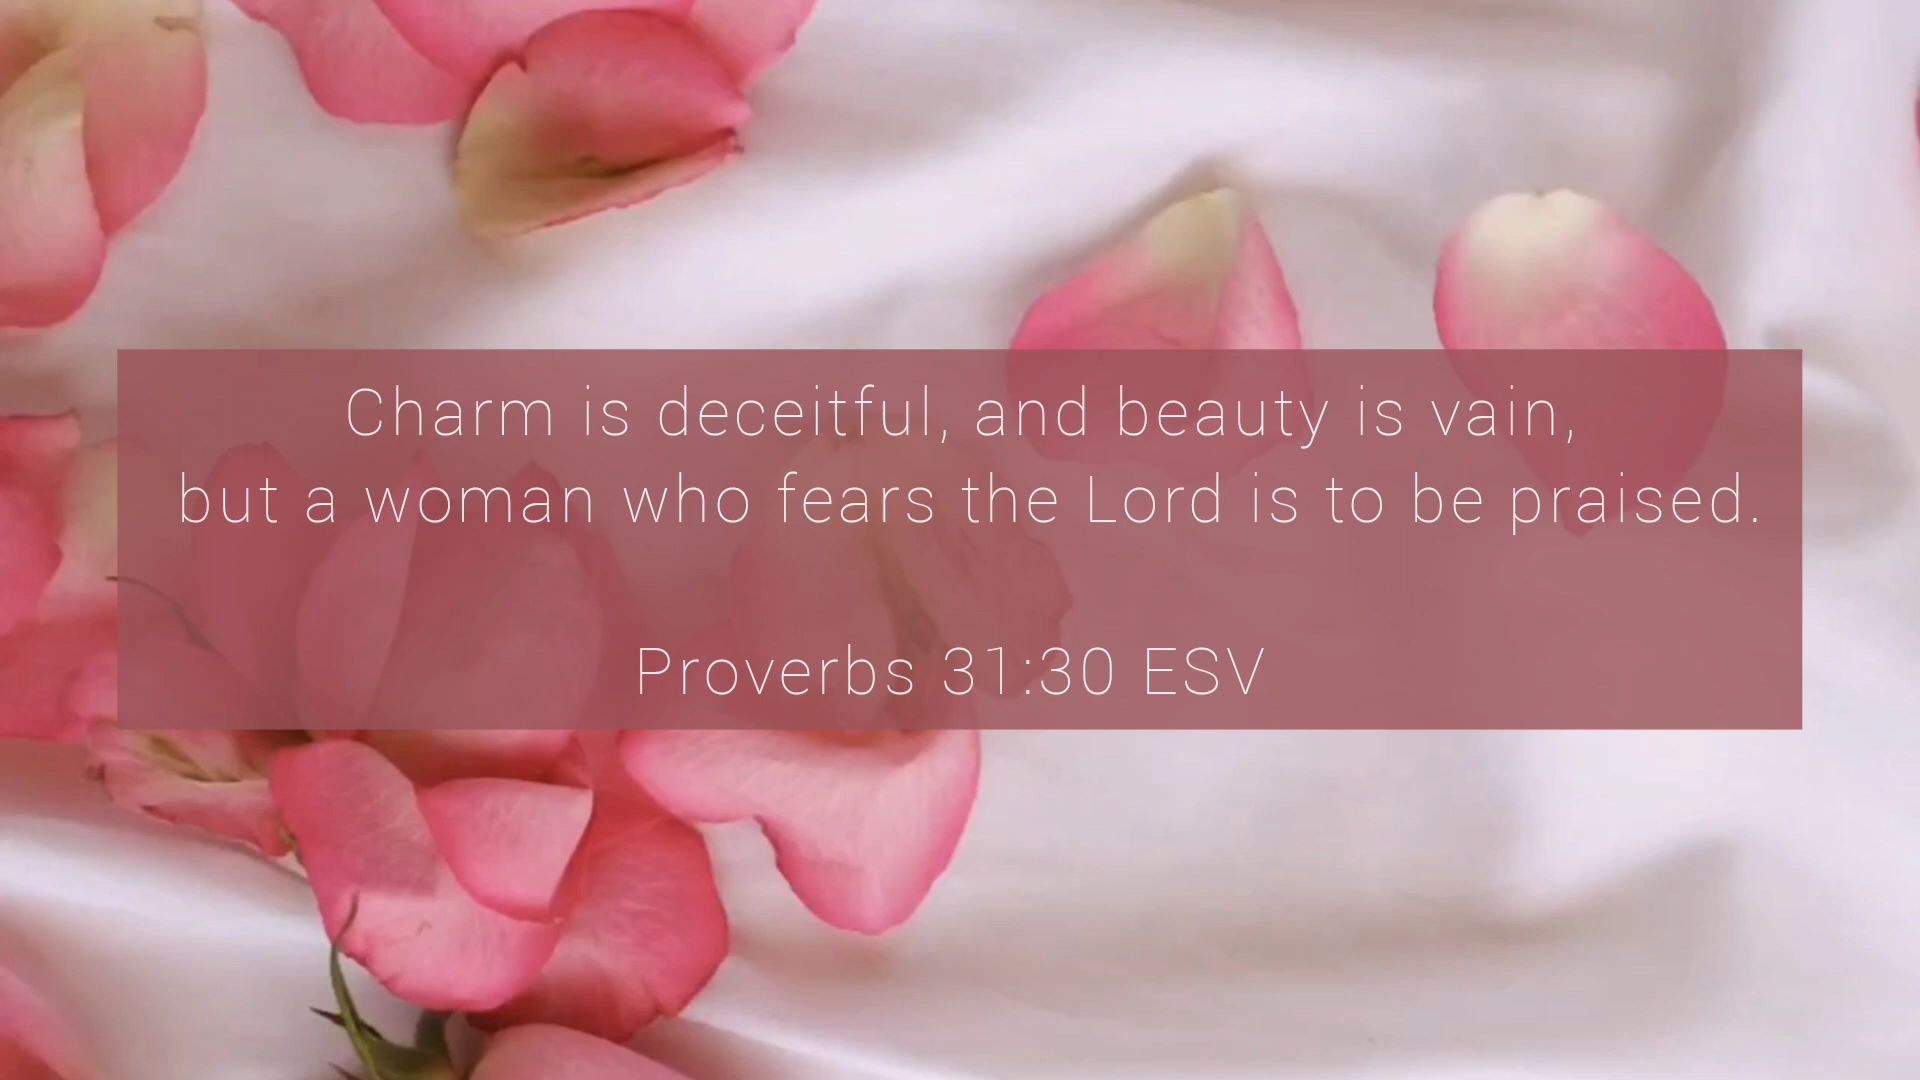 Charm is deceitful, and beauty is vain,
but a woman who fears the Lord is to be praised.
Proverbs 31:30 ESV